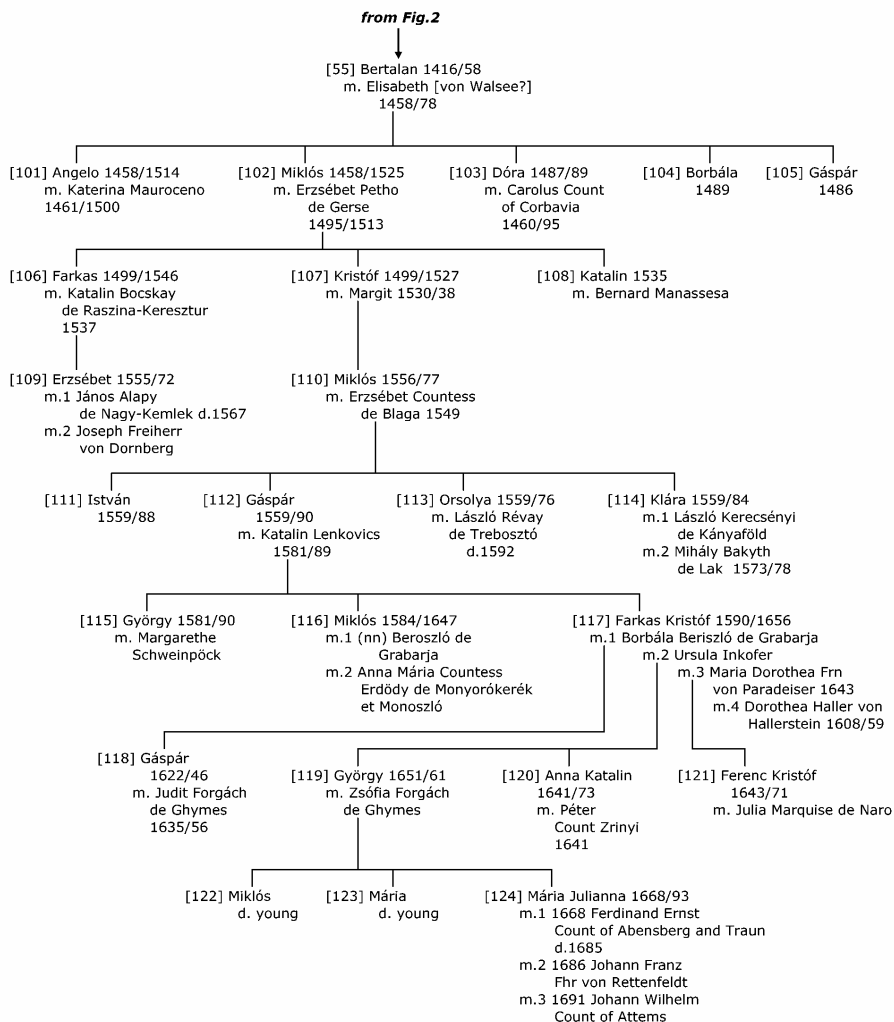 from Fig.2
[55] Bertalan 1416/58
m. Elisabeth [von Walsee?]
1458/78
[101] Angelo 1458/1514
m. Katerina Mauroceno
1461/1500
[102] Miklós 1458/1525
m. Erzsébet Petho
de Gerse
1495/1513
[103] Dóra 1487/89
m. Carolus Count
of Corbavia
1460/95
[104] Borbála
1489
[105] Gáspár
1486
[106] Farkas 1499/1546
m. Katalin Bocskay
de Raszina-Keresztur
1537
[107] Kristóf 1499/1527
m. Margit 1530/38
[108] Katalin 1535
m. Bernard Manassesa
[109] Erzsébet 1555/72
m.1 János Alapy
de Nagy-Kemlek d.1567
m.2 Joseph Freiherr
von Dornberg
[110] Miklós 1556/77
m. Erzsébet Countess
de Blaga 1549
[111] István
1559/88
[112] Gáspár
1559/90
m. Katalin Lenkovics
1581/89
[113] Orsolya 1559/76
m. László Révay
de Trebosztó
d.1592
[114] Klára 1559/84
m.1 László Kerecsényi
de Kányaföld
m.2 Mihály Bakyth
de Lak 1573/78
[115] György 1581/90
m. Margarethe
Schweinpöck
[116] Miklós 1584/1647
m.1 (nn) Beroszló de
Grabarja
m.2 Anna Mária Countess
Erdödy de Monyorókerék
et Monoszló
[117] Farkas Kristóf 1590/1656
m.1 Borbála Beriszló de Grabarja
m.2 Ursula Inkofer
m.3 Maria Dorothea Frn
von Paradeiser 1643
m.4 Dorothea Haller von
Hallerstein 1608/59
[118] Gáspár
1622/46
m. Judit Forgách
de Ghymes
1635/56
[119] György 1651/61
m. Zsófia Forgách
de Ghymes
[120] Anna Katalin
1641/73
m. Péter
Count Zrinyi
1641
[121] Ferenc Kristóf
1643/71
m. Julia Marquise de Naro
[122] Miklós
d. young
[123] Mária
d. young
[124] Mária Julianna 1668/93
m.1 1668 Ferdinand Ernst
Count of Abensberg and Traun
d.1685
m.2 1686 Johann Franz
Fhr von Rettenfeldt
m.3 1691 Johann Wilhelm
Count of Attems